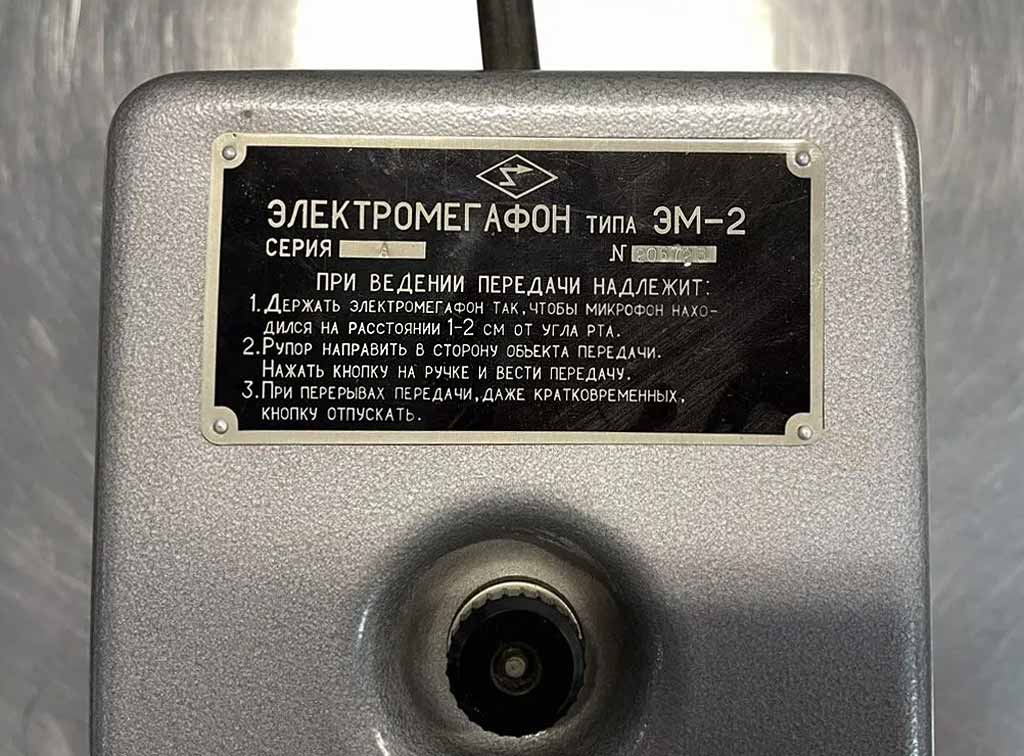 ЭЛЕКТРОМЕГАФОН ТИПА ЭМ-2
СЕРИЯ А N
ПРИ ВЕДЕНИИ ПЕРЕДАЧИ НАДЛЕЖИТ:
1. ДЕРЖАТЬ ЭЛЕКТРОМЕГАФОН ТАК, ЧТОБЫ МИКРОФОН НАХО-
ДИЛСЯ НА РАССТОЯНИИ 1-2 СМ ОТ УГЛА РТА.
2. РУПОР НАПРАВИТЬ В СТОРОНУ ОБЪЕКТА ПЕРЕДАЧИ.
НАЖАТЬ КНОПКУ НА РУЧКЕ И ВЕСТИ ПЕРЕДАЧУ.
3. ПРИ ПЕРЕРЫВАХ ПЕРЕДАЧИ, ДАЖЕ КРАТКОВРЕМЕННЫХ,
КНОПКУ ОТПУСКАТЬ.